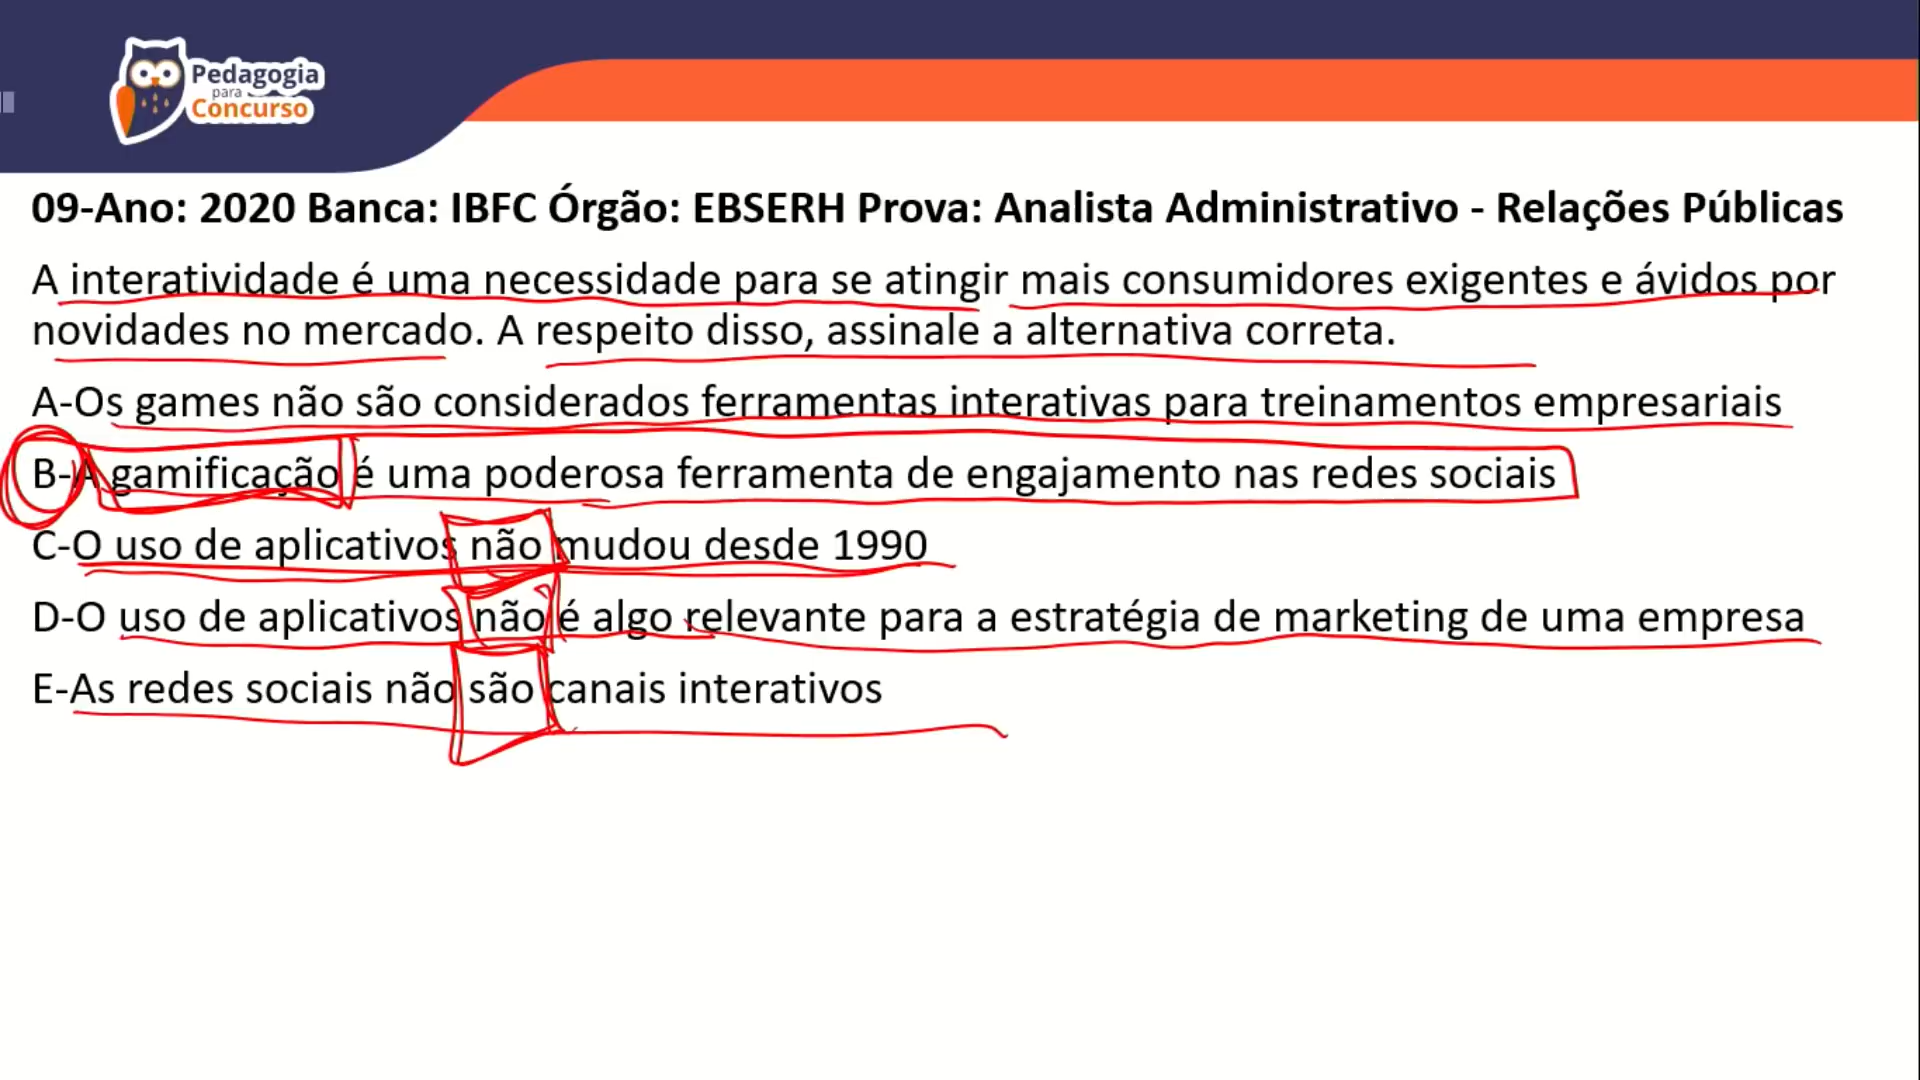 Pedagogia
para
Concurso
09-Ano: 2020 Banca: IBFC Órgão: EBSERH Prova: Analista Administrativo - Relações Públicas
A interatividade é uma necessidade para se atingir mais consumidores exigentes e ávidos por
novidades no mercado. A respeito disso, assinale a alternativa correta.
A-Os games não são considerados ferramentas interativas para treinamentos empresariais
B-A gamificação é uma poderosa ferramenta de engajamento nas redes sociais
C-O uso de aplicativos não mudou desde 1990
D-O uso de aplicativos não é algo relevante para a estratégia de marketing de uma empresa
E-As redes sociais não são canais interativos